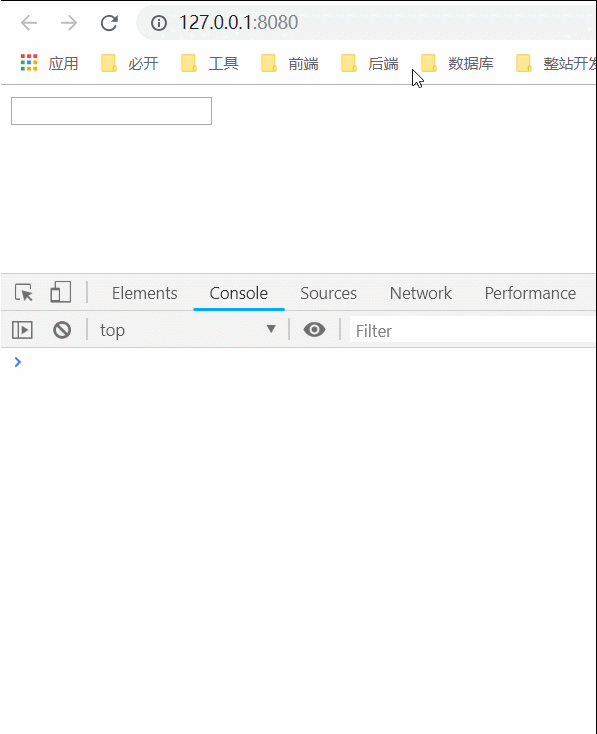 127.0.0.1:8080
应用 必开 工具 前端 后端 数据库 整站开发
Elements Console Sources Network Performance
top Filter